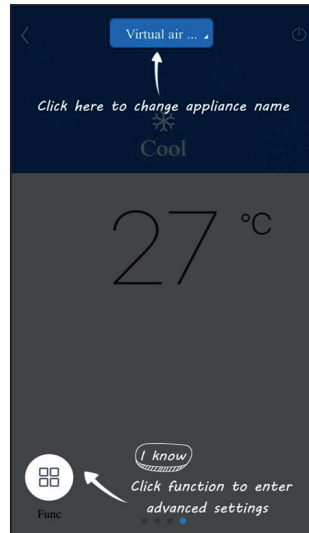 Virtual air ...
Click here to change appliance name
Cool
27 °C
I know
Click function to enter
advanced settings
Func